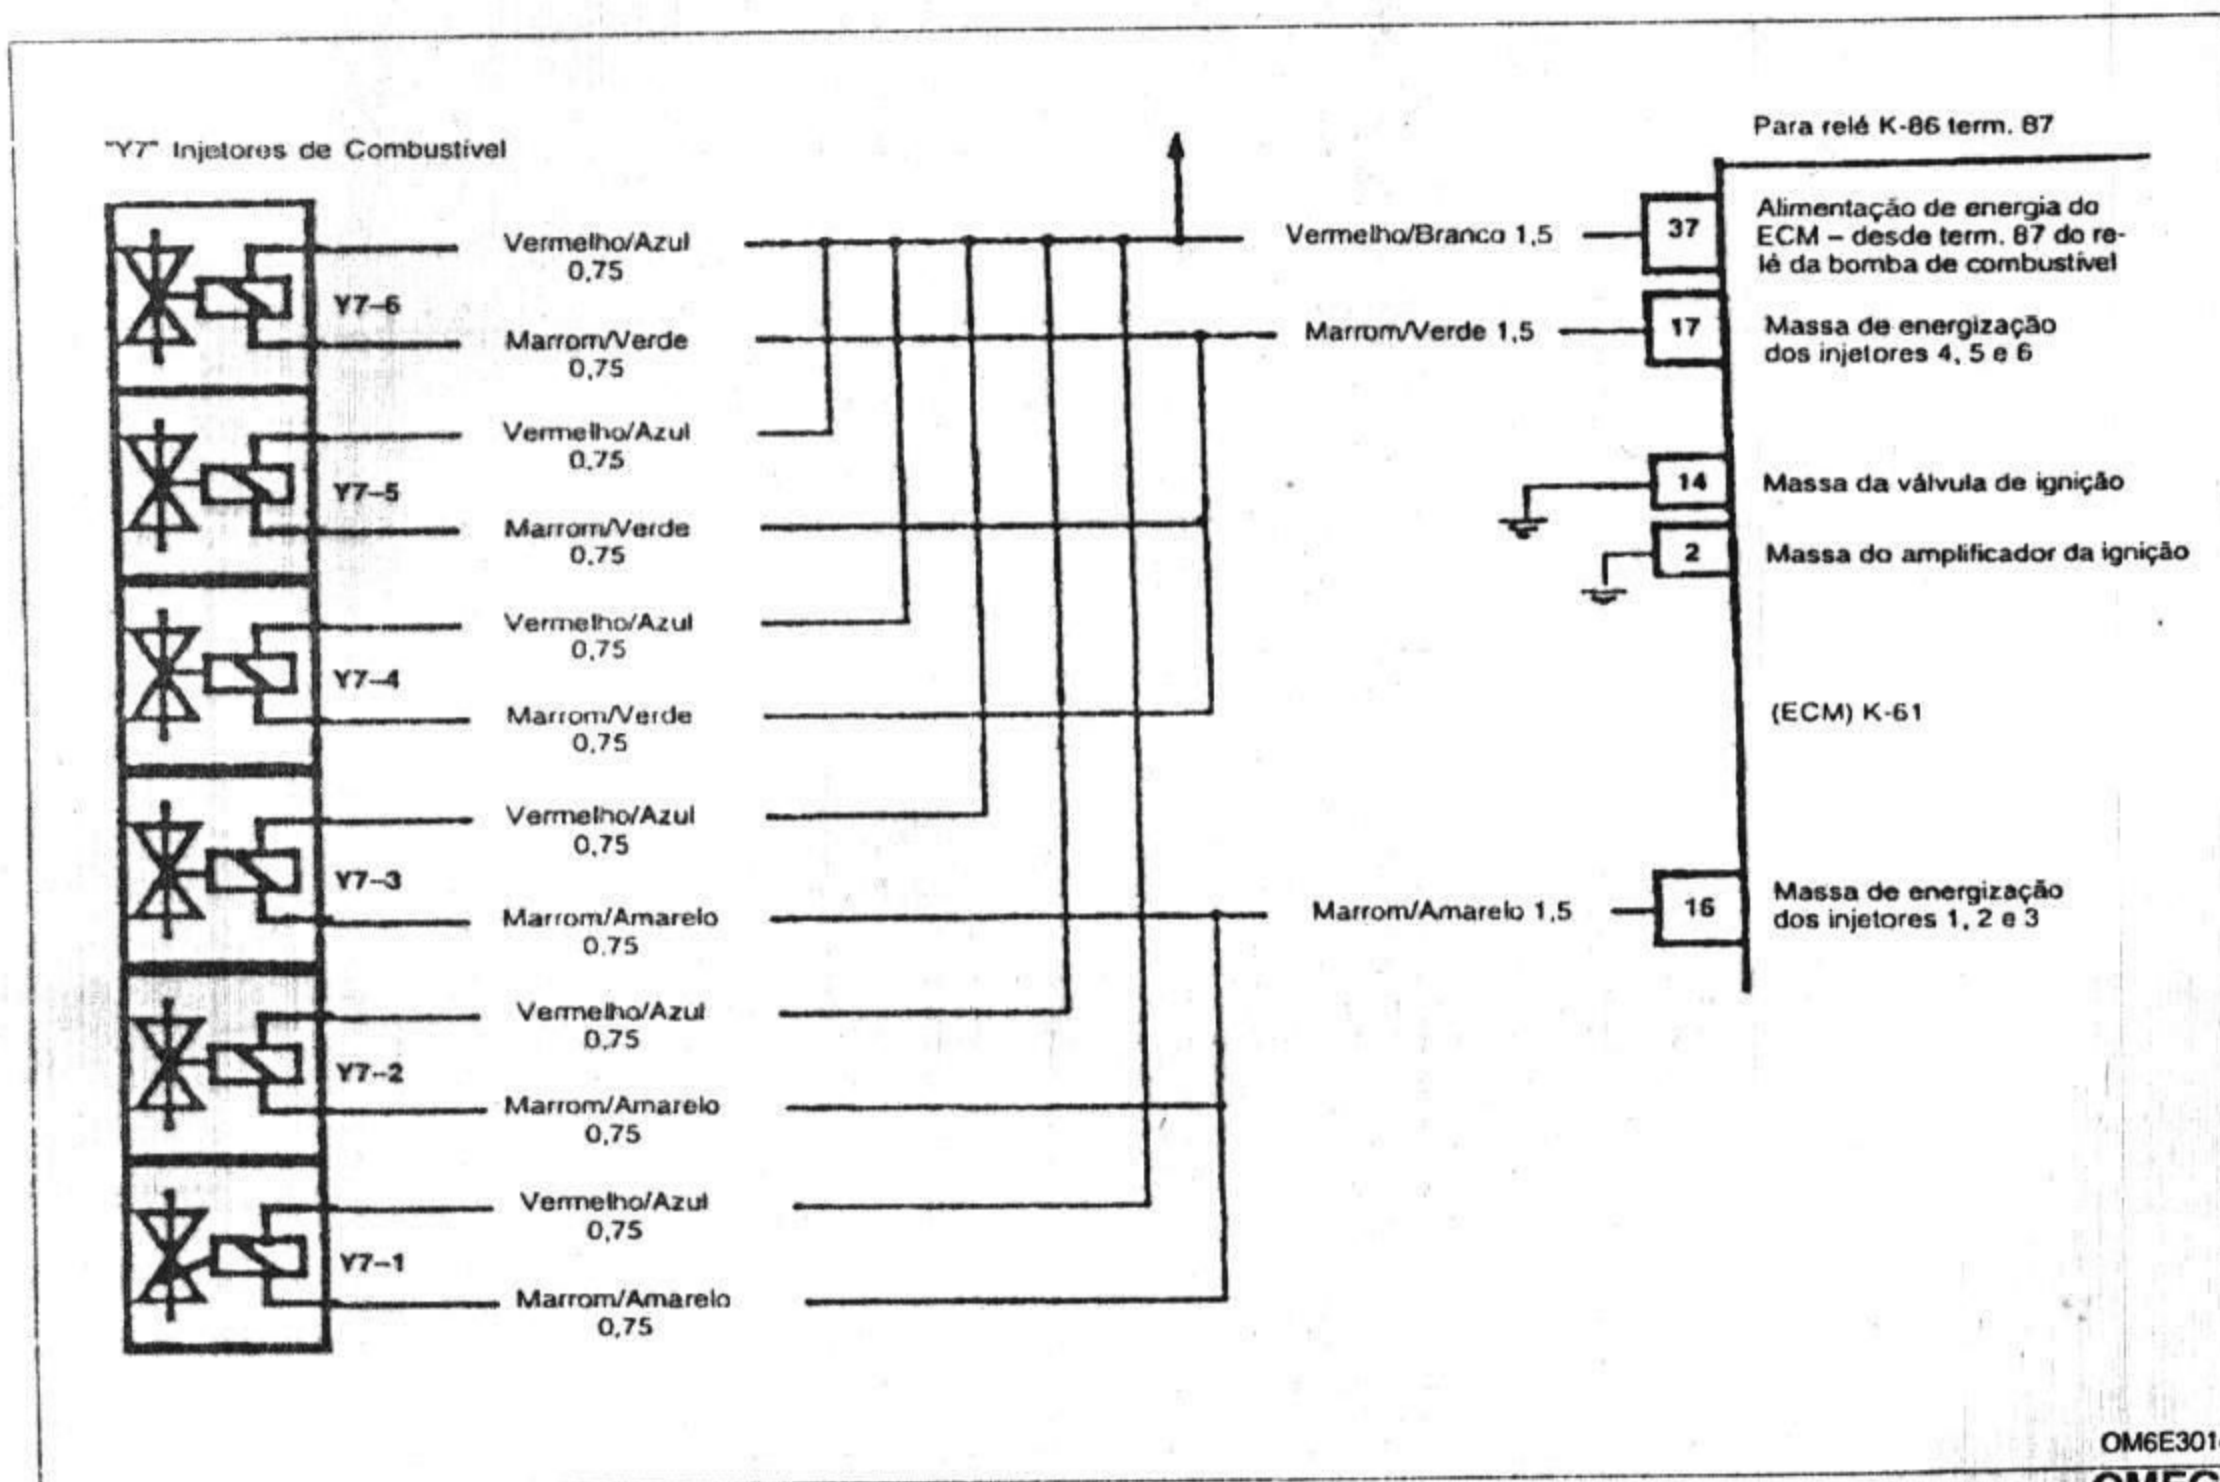 "Y7" Injetores de Combustível
Para relé K-86 term. 87
Vermelho/Azul
0,75
Y7-6
Marrom/Verde
0,75
Vermelho/Azul
0,75
Y7-5
Marrom/Verde
0,75
Vermelho/Azul
0,75
Y7-4
Marrom/Verde
0,75
Vermelho/Azul
0,75
Y7-3
Marrom/Amarelo
0,75
Vermelho/Azul
0,75
Y7-2
Marrom/Amarelo
0,75
Vermelho/Azul
0,75
Y7-1
Marrom/Amarelo
0,75
Vermelho/Branco 1,5
37
Alimentação de energia do
ECM – desde term. 87 do re-
lé da bomba de combustível
Marrom/Verde 1,5
17
Massa de energização
dos injetores 4, 5 e 6
14
Massa da válvula de ignição
2
Massa do amplificador da ignição
(ECM) K-61
Marrom/Amarelo 1,5
16
Massa de energização
dos injetores 1, 2 e 3
OM6E301